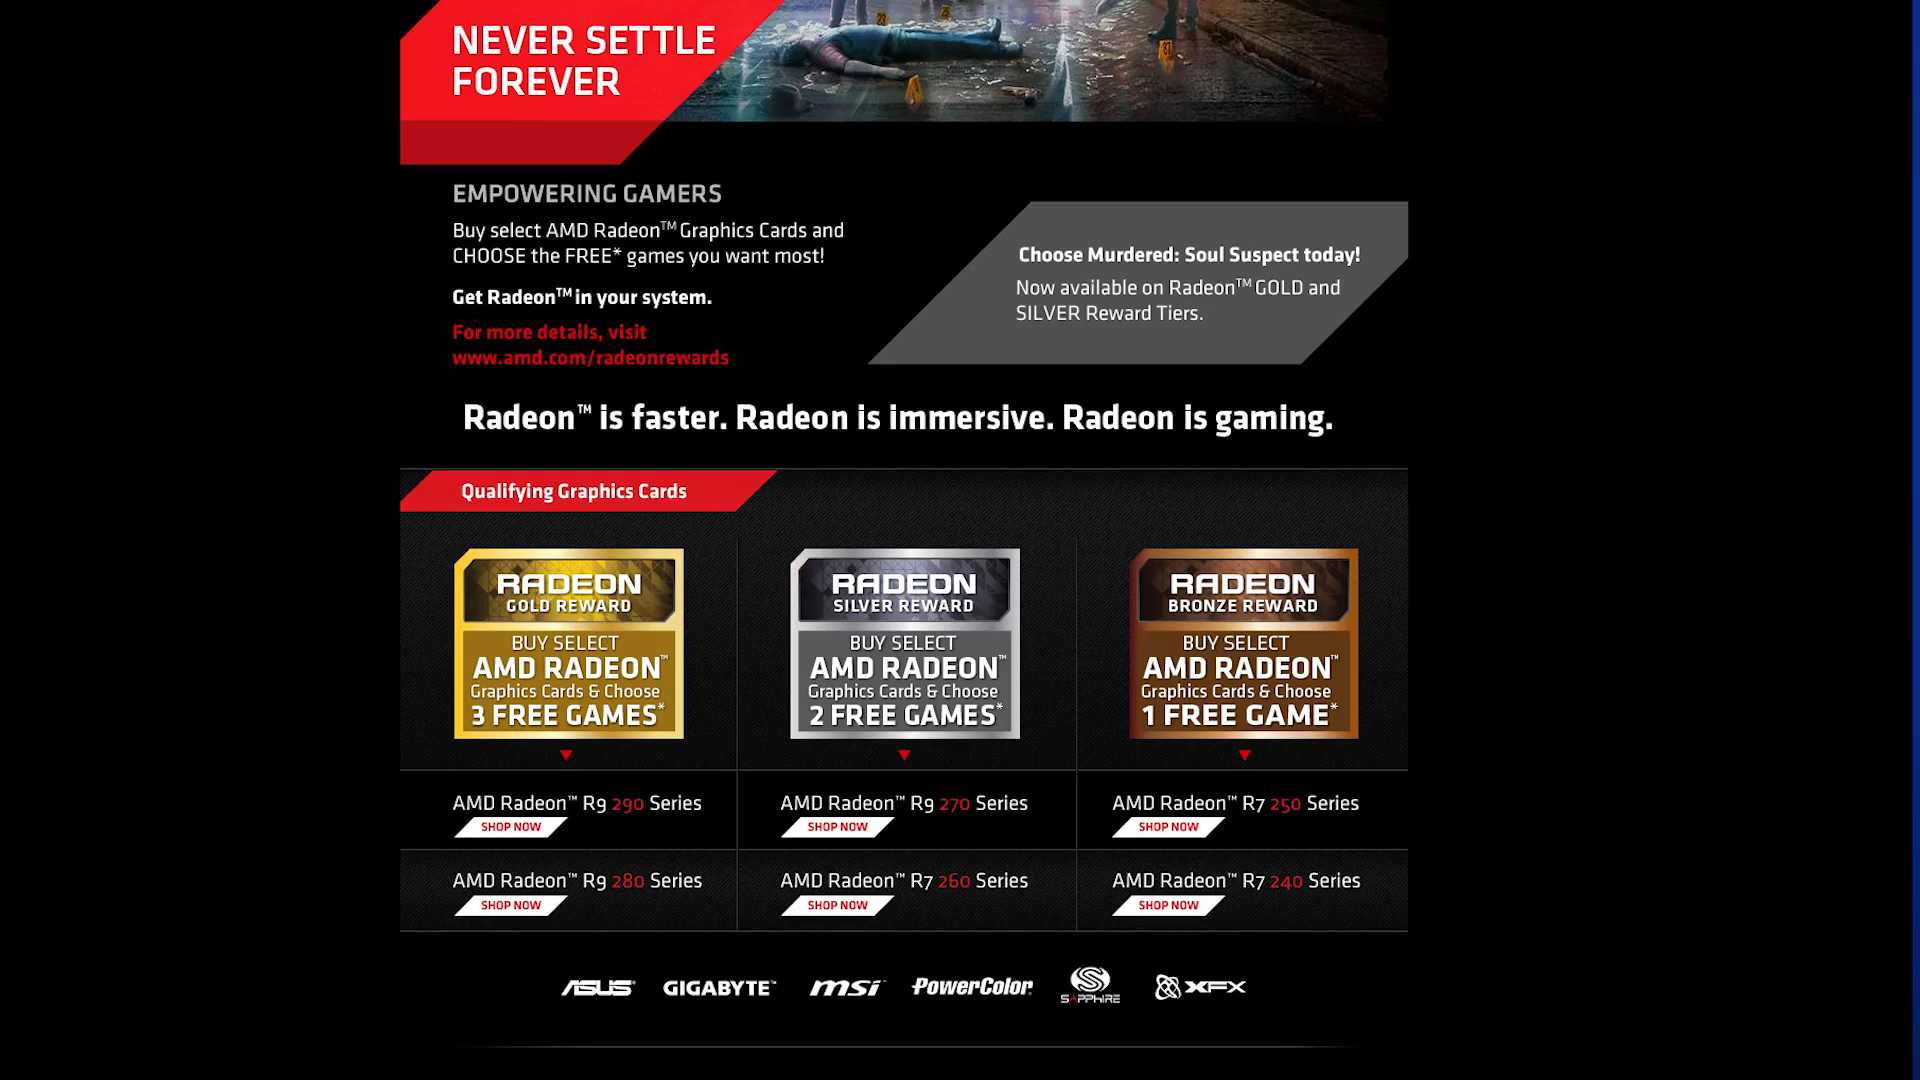 NEVER SETTLE
FOREVER
EMPOWERING GAMERS
Buy select AMD Radeon™ Graphics Cards and
CHOOSE the FREE* games you want most!
Get Radeon™ in your system.
For more details, visit
www.amd.com/radeonrewards
Choose Murdered: Soul Suspect today!
Now available on Radeon™ GOLD and
SILVER Reward Tiers.
Radeon™ is faster. Radeon is immersive. Radeon is gaming.
Qualifying Graphics Cards
RADEON
GOLD REWARD
BUY SELECT
AMD RADEON™
Graphics Cards & Choose
3 FREE GAMES*
RADEON
SILVER REWARD
BUY SELECT
AMD RADEON™
Graphics Cards & Choose
2 FREE GAMES*
RADEON
BRONZE REWARD
BUY SELECT
AMD RADEON™
Graphics Cards & Choose
1 FREE GAME*
AMD Radeon™ R9 290 Series
SHOP NOW
AMD Radeon™ R9 270 Series
SHOP NOW
AMD Radeon™ R7 250 Series
SHOP NOW
AMD Radeon™ R9 280 Series
SHOP NOW
AMD Radeon™ R7 260 Series
SHOP NOW
AMD Radeon™ R7 240 Series
SHOP NOW
ASUS GIGABYTE™ msi PowerColor SAPPHIRE XFX